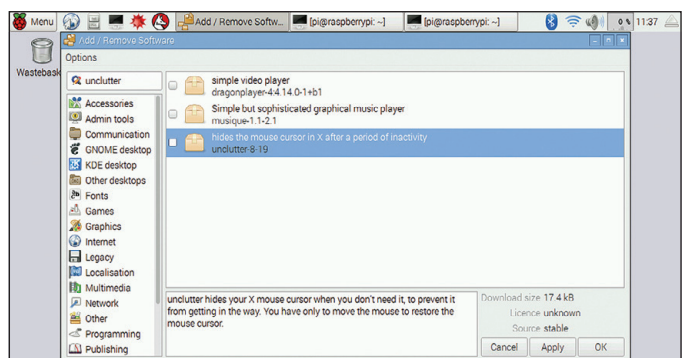 Menu
Add / Remove Softw...
[pi@raspberrypi: ~]
[pi@raspberrypi: ~]
11:37
Wastebask
Add / Remove Software
Options
unclutter
Accessories
Admin tools
Communication
GNOME desktop
KDE desktop
Other desktops
Fonts
Games
Graphics
Internet
Legacy
Localisation
Multimedia
Network
Other
Programming
Publishing
simple video player
dragonplayer-4:4.14.0-1+b1
Simple but sophisticated graphical music player
musique-1.1-2.1
hides the mouse cursor in X after a period of inactivity
unclutter-8-19
unclutter hides your X mouse cursor when you don't need it, to prevent it
from getting in the way. You have only to move the mouse to restore the
mouse cursor.
Download size 17.4 kB
Licence unknown
Source stable
Cancel
Apply
OK